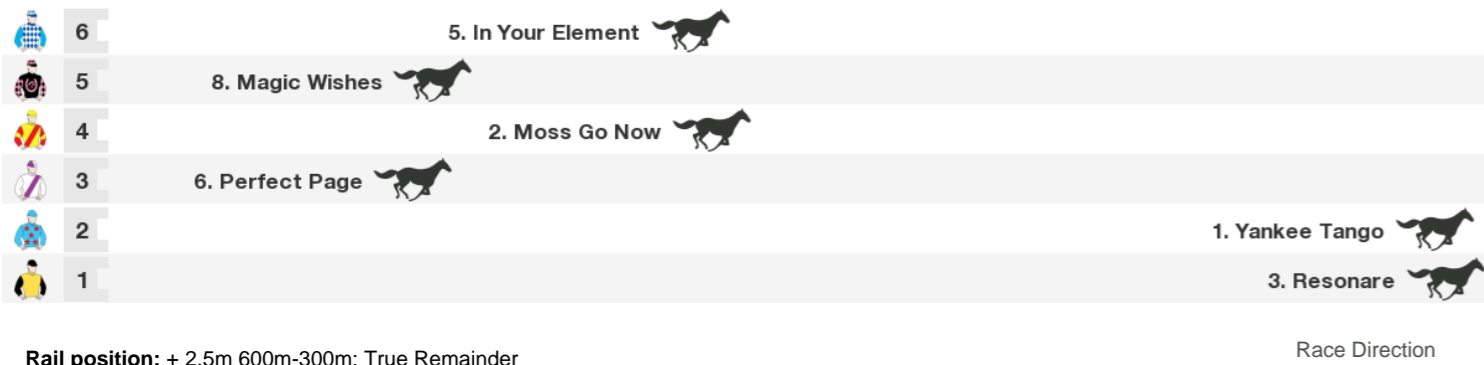 6 5. In Your Element
5 8. Magic Wishes
4 2. Moss Go Now
3 6. Perfect Page
2 1. Yankee Tango
1 3. Resonare
Race Direction
Rail position: + 2.5m 600m-300m; True Remainder